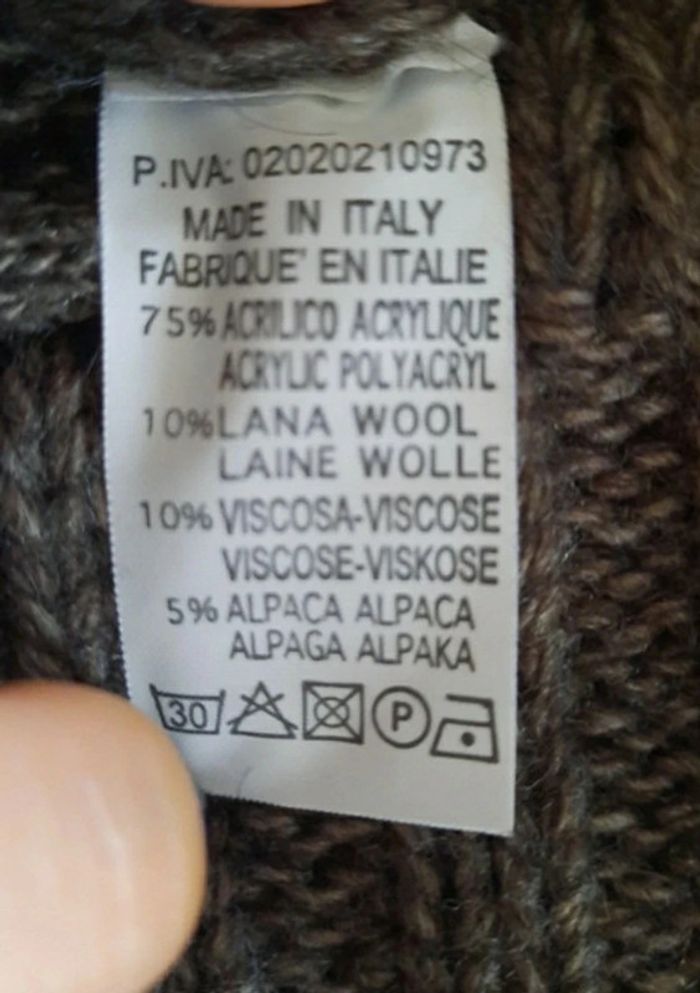 P.IVA: 02020210973
MADE IN ITALY
FABRIQUE' EN ITALIE
75% ACRILICO ACRYLIQUE
ACRYLIC POLYACRYL
10% LANA WOOL
LAINE WOLLE
10% VISCOSA-VISCOSE
VISCOSE-VISKOSE
5% ALPACA ALPACA
ALPAGA ALPAKA
30 P